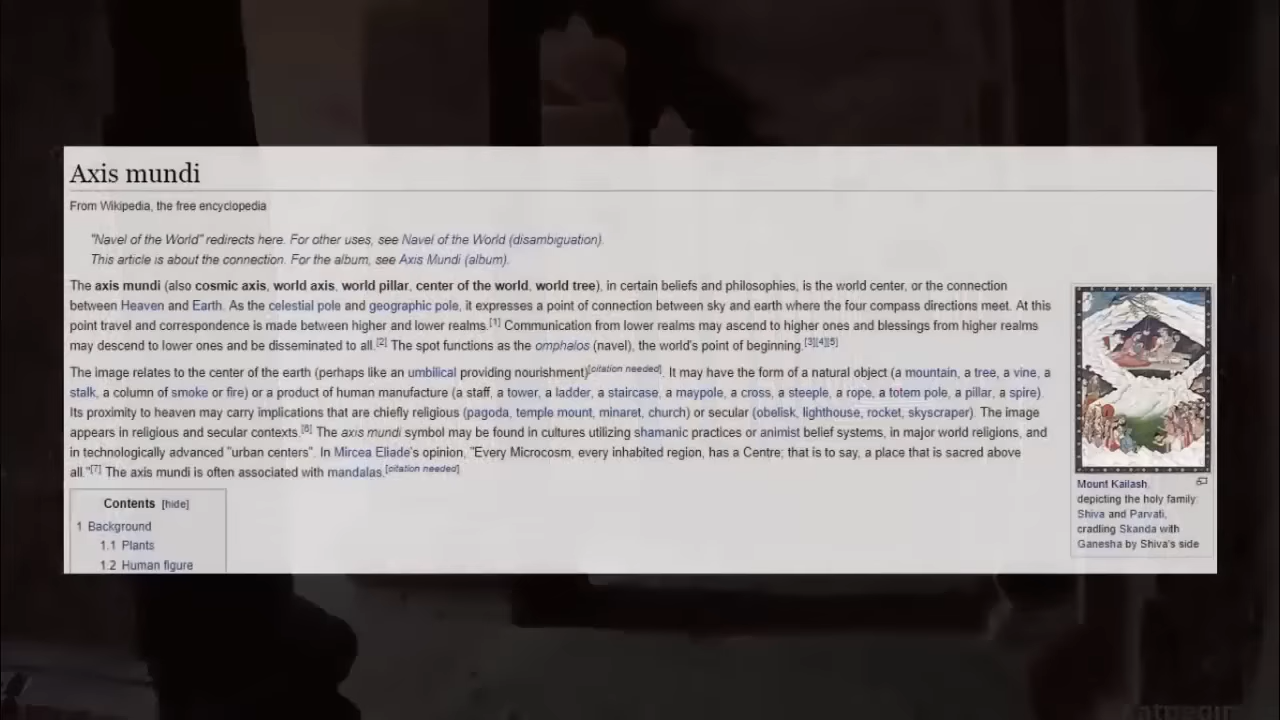 Axis mundi
From Wikipedia, the free encyclopedia
"Navel of the World" redirects here. For other uses, see Navel of the World (disambiguation).
This article is about the connection. For the album, see Axis Mundi (album).
The axis mundi (also cosmic axis, world axis, world pillar, center of the world, world tree), in certain beliefs and philosophies, is the world center, or the connection
between Heaven and Earth. As the celestial pole and geographic pole, it expresses a point of connection between sky and earth where the four compass directions meet. At this
point travel and correspondence is made between higher and lower realms.[1] Communication from lower realms may ascend to higher ones and blessings from higher realms
may descend to lower ones and be disseminated to all.[2] The spot functions as the omphalos (navel), the world's point of beginning.[3][4][5]
The image relates to the center of the earth (perhaps like an umbilical providing nourishment)[citation needed]. It may have the form of a natural object (a mountain, a tree, a vine, a
stalk, a column of smoke or fire) or a product of human manufacture (a staff, a tower, a ladder, a staircase, a maypole, a cross, a steeple, a rope, a totem pole, a pillar, a spire).
Its proximity to heaven may carry implications that are chiefly religious (pagoda, temple mount, minaret, church) or secular (obelisk, lighthouse, rocket, skyscraper). The image
appears in religious and secular contexts.[6] The axis mundi symbol may be found in cultures utilizing shamanic practices or animist belief systems, in major world religions, and
in technologically advanced "urban centers". In Mircea Eliade's opinion, "Every Microcosm, every inhabited region, has a Centre; that is to say, a place that is sacred above
all."[7] The axis mundi is often associated with mandalas.[citation needed]
Contents [hide]
1 Background
1.1 Plants
1.2 Human figure
Mount Kailash,
depicting the holy family:
Shiva and Parvati,
cradling Skanda with
Ganesha by Shiva's side